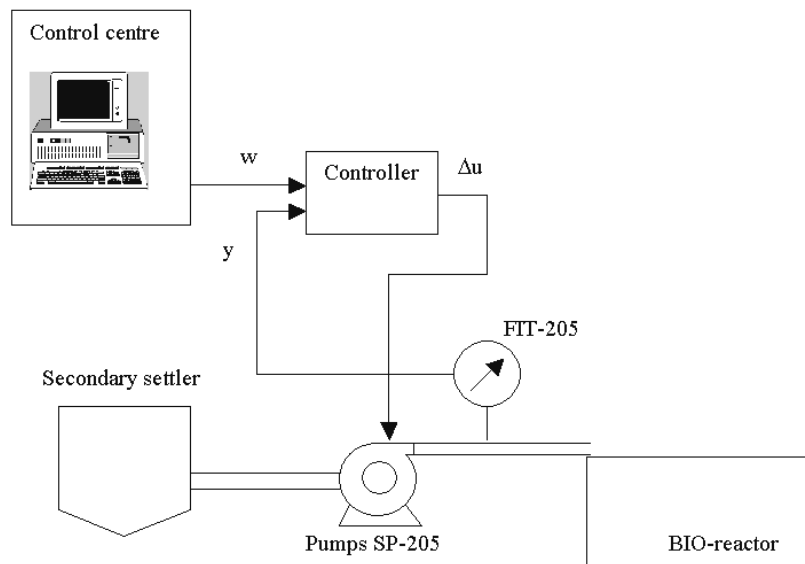 Control centre
w
Controller
Δu
y
FIT-205
Secondary settler
Pumps SP-205
BIO-reactor